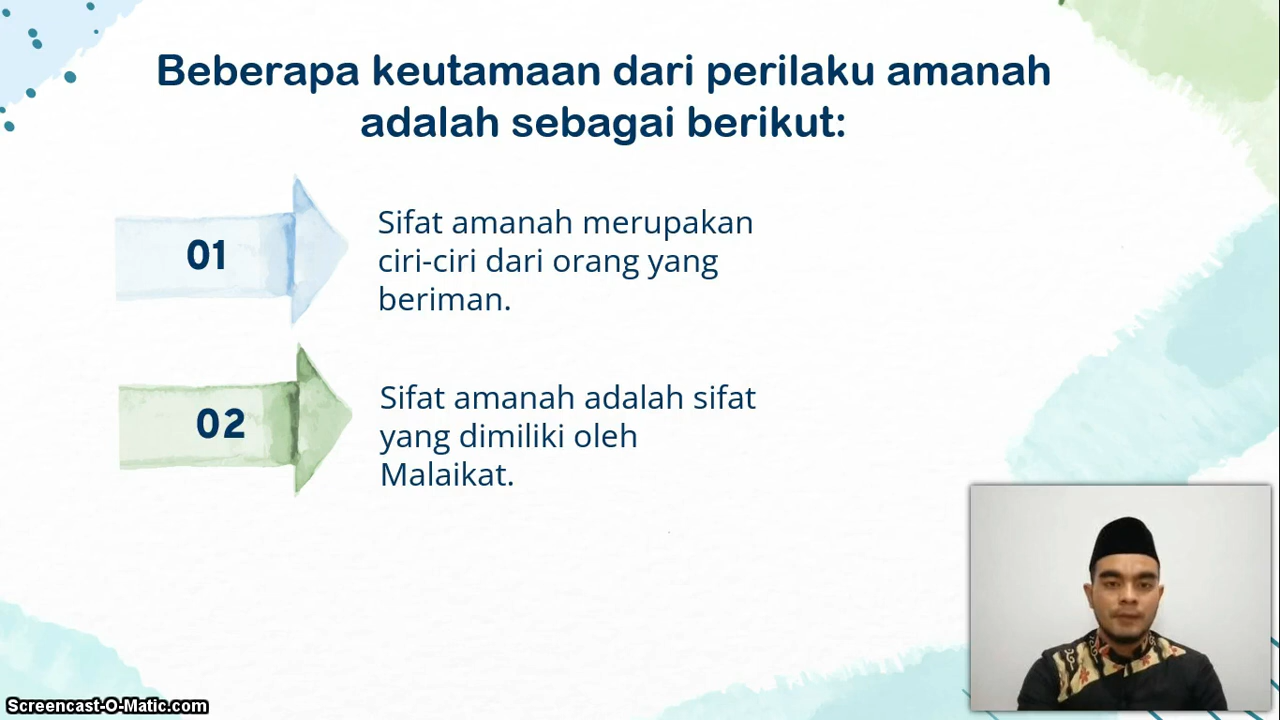 Beberapa keutamaan dari perilaku amanah
adalah sebagai berikut:
01
Sifat amanah merupakan
ciri-ciri dari orang yang
beriman.
02
Sifat amanah adalah sifat
yang dimiliki oleh
Malaikat.
Screencast-O-Matic.com